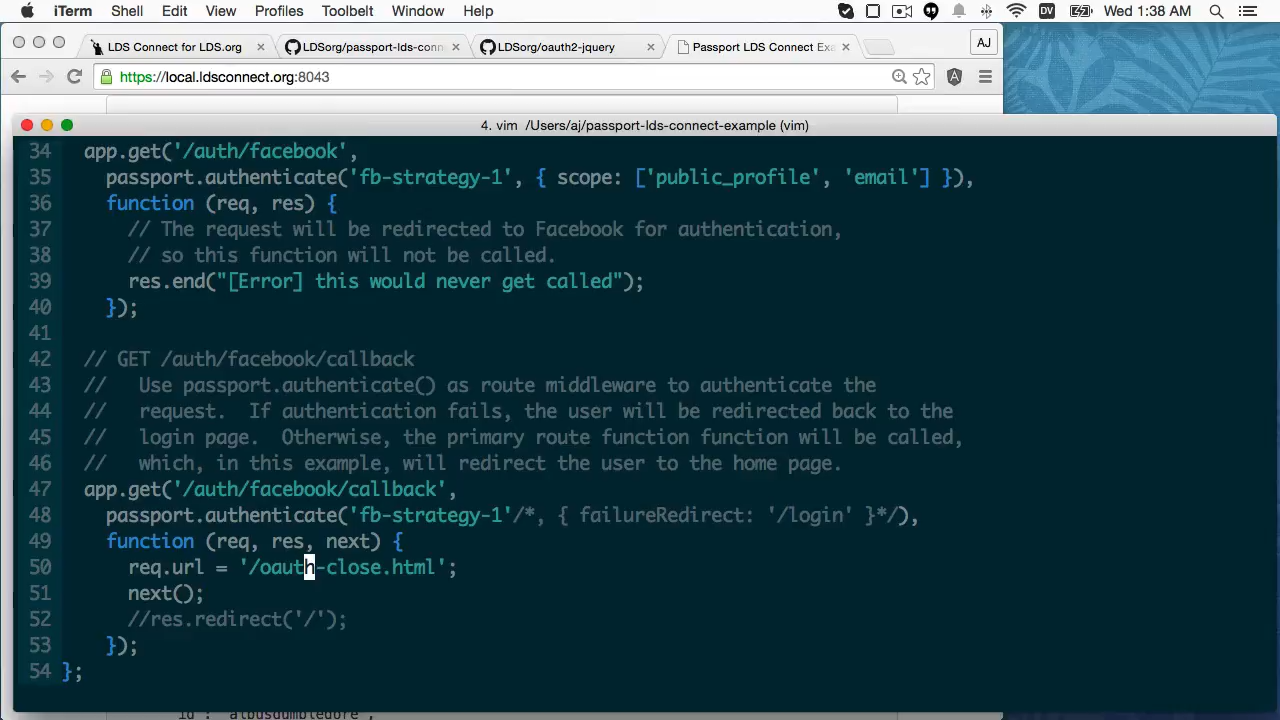 iTerm Shell Edit View Profiles Toolbelt Window Help DV Wed 1:38 AM
LDS Connect for LDS.org × LDSorg/passport-lds-conn × LDSorg/oauth2-jquery × Passport LDS Connect Exa × AJ
https://local.ldsconnect.org:8043
4. vim /Users/aj/passport-lds-connect-example (vim)
34 app.get('/auth/facebook',
35 passport.authenticate('fb-strategy-1', { scope: ['public_profile', 'email'] }),
36 function (req, res) {
37 // The request will be redirected to Facebook for authentication,
38 // so this function will not be called.
39 res.end("[Error] this would never get called");
40 });
41
42 // GET /auth/facebook/callback
43 // Use passport.authenticate() as route middleware to authenticate the
44 // request. If authentication fails, the user will be redirected back to the
45 // login page. Otherwise, the primary route function function will be called,
46 // which, in this example, will redirect the user to the home page.
47 app.get('/auth/facebook/callback',
48 passport.authenticate('fb-strategy-1'/*, { failureRedirect: '/login' }*/),
49 function (req, res, next) {
50 req.url = '/oauth-close.html';
51 next();
52 //res.redirect('/');
53 });
54 };